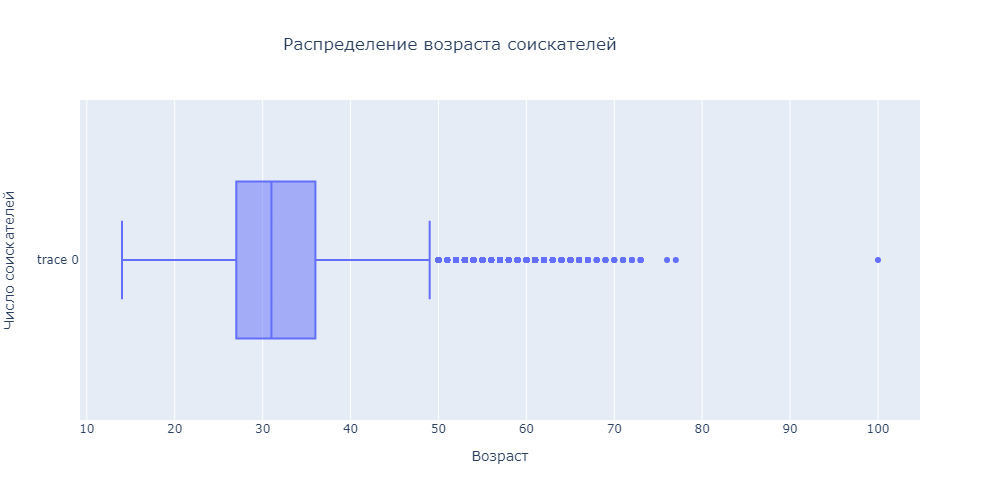 Распределение возраста соискателей
Число соискателей
trace 0
10 20 30 40 50 60 70 80 90 100
Возраст